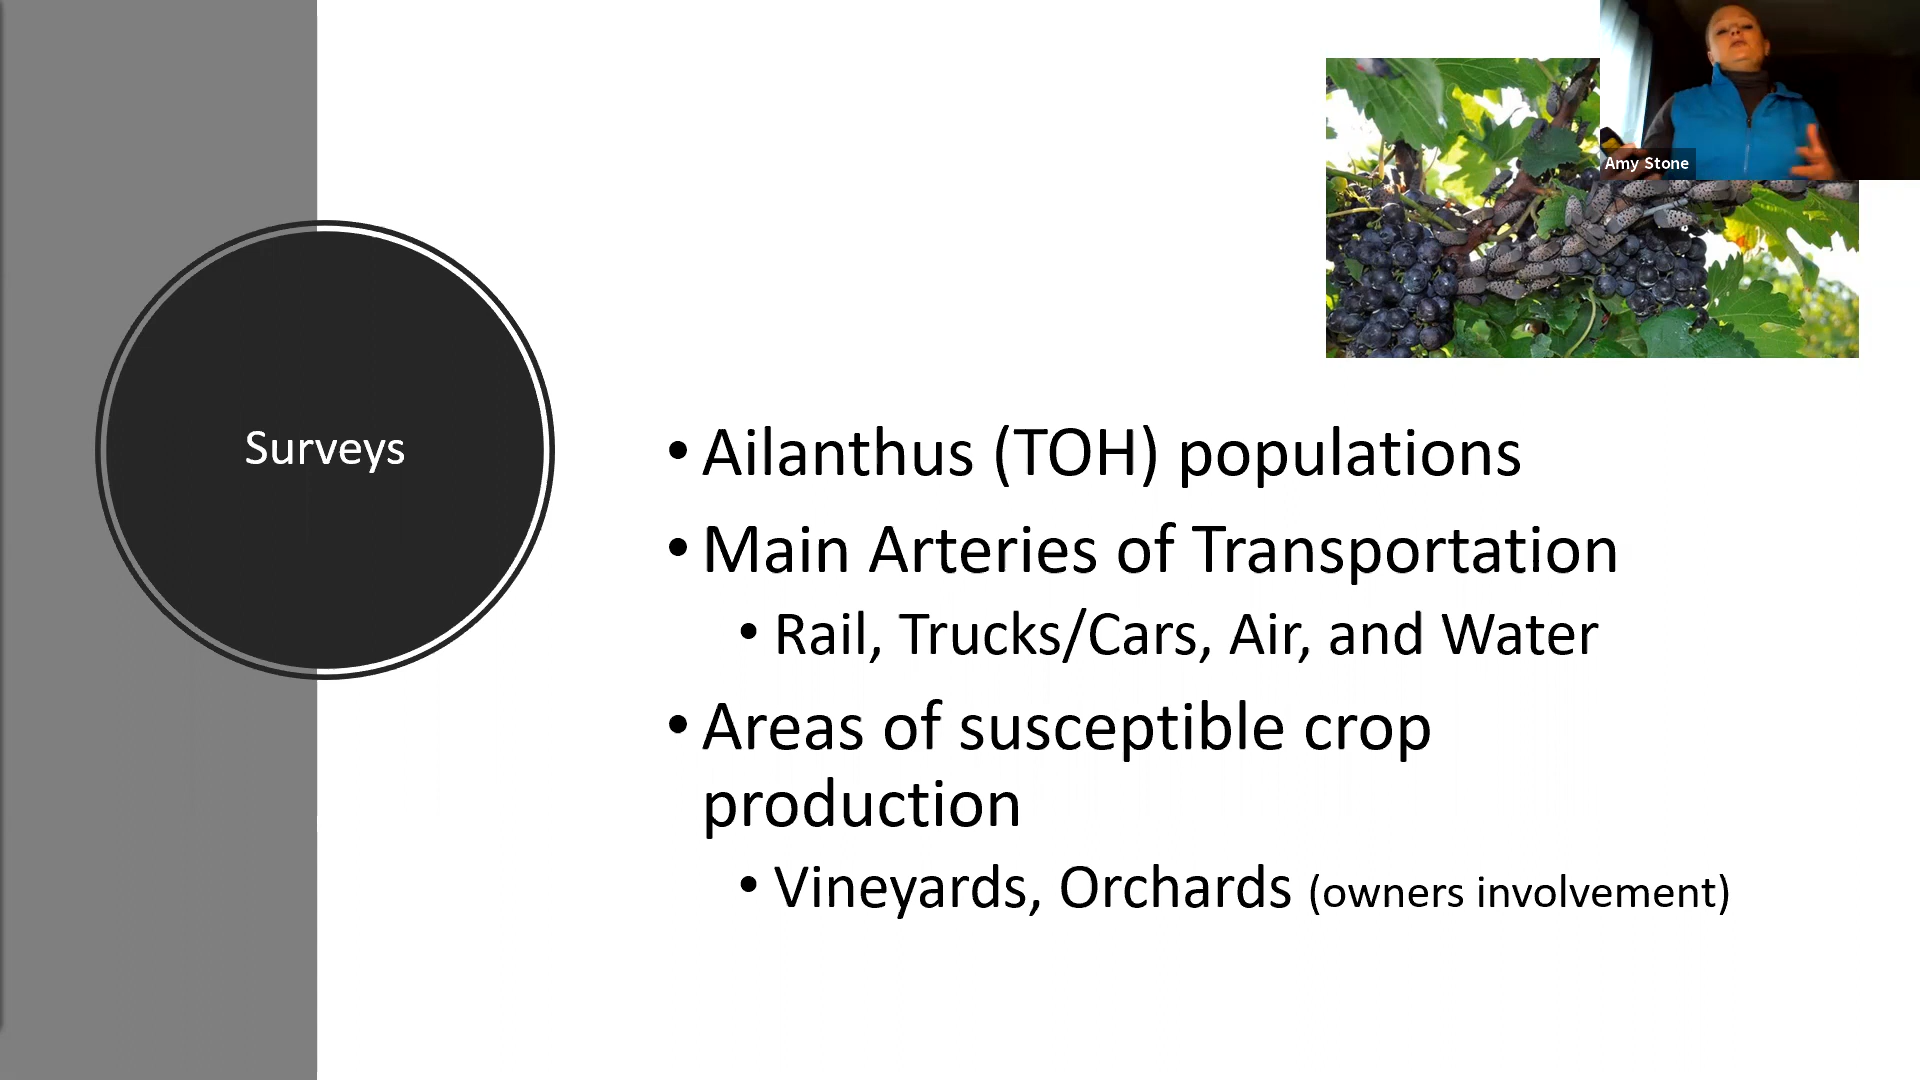 Amy Stone
Surveys
• Ailanthus (TOH) populations
• Main Arteries of Transportation
• Rail, Trucks/Cars, Air, and Water
• Areas of susceptible crop
production
• Vineyards, Orchards (owners involvement)